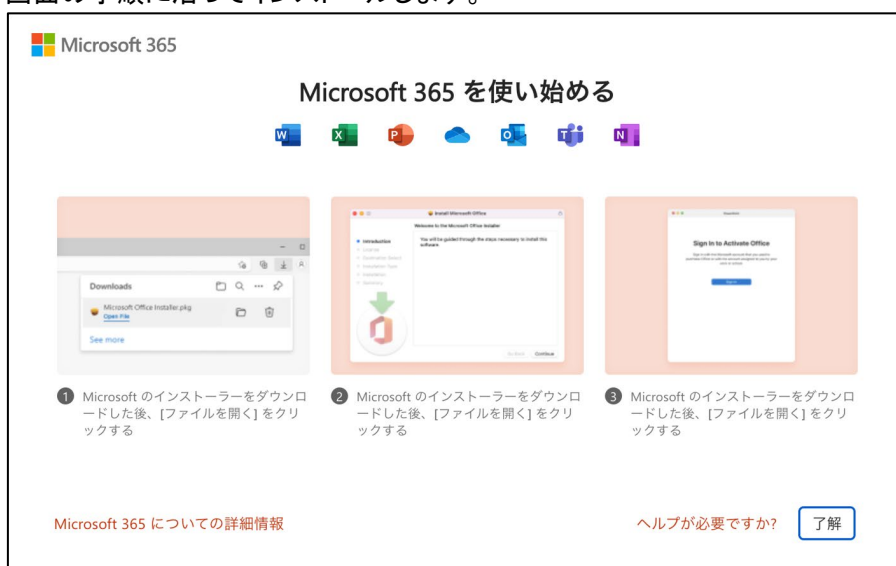 画面の手順に沿ってインストールします。
Microsoft 365
Microsoft 365 を使い始める
Downloads
Microsoft Office Installer.pkg
Open File
See more
Install Microsoft Office
Welcome to the Microsoft Office Installer
Introduction
License
Destination Select
Installation Type
Installation
Summary
You will be guided through the steps necessary to install this
software.
Go Back
Continue
Sign In to Activate Office
Sign in
1 Microsoft のインストーラーをダウンロ
ードした後、[ファイルを開く] をクリ
ックする
2 Microsoft のインストーラーをダウンロ
ードした後、[ファイルを開く] をクリ
ックする
3 Microsoft のインストーラーをダウンロ
ードした後、[ファイルを開く] をクリ
ックする
Microsoft 365 についての詳細情報
ヘルプが必要ですか?
了解